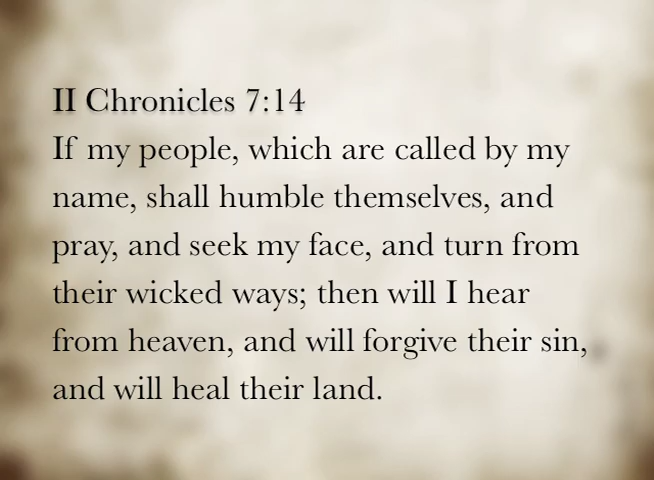 II Chronicles 7:14
If my people, which are called by my
name, shall humble themselves, and
pray, and seek my face, and turn from
their wicked ways; then will I hear
from heaven, and will forgive their sin,
and will heal their land.